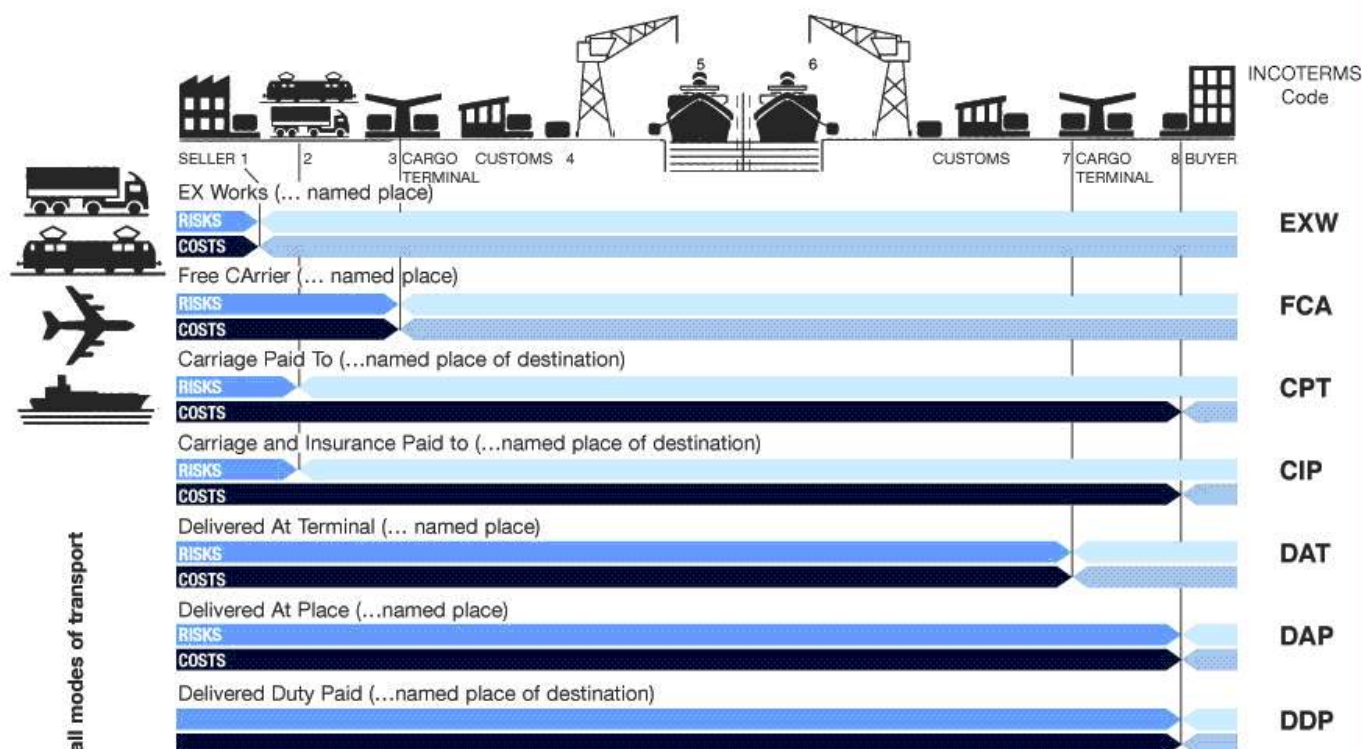 5 6
INCOTERMS
Code
SELLER 1 2 3 CARGO CUSTOMS 4 CUSTOMS 7 CARGO 8 BUYER
TERMINAL TERMINAL
EX Works (... named place)
RISKS
EXW
COSTS
Free CArrier (... named place)
RISKS
FCA
COSTS
Carriage Paid To (...named place of destination)
RISKS
CPT
COSTS
Carriage and Insurance Paid to (...named place of destination)
RISKS
CIP
COSTS
Delivered At Terminal (... named place)
RISKS
DAT
COSTS
Delivered At Place (...named place)
RISKS
DAP
COSTS
Delivered Duty Paid (...named place of destination)
DDP
all modes of transport